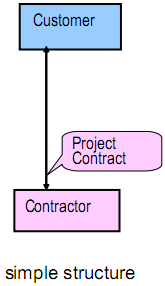 Customer
Project
Contract
Contractor
simple structure